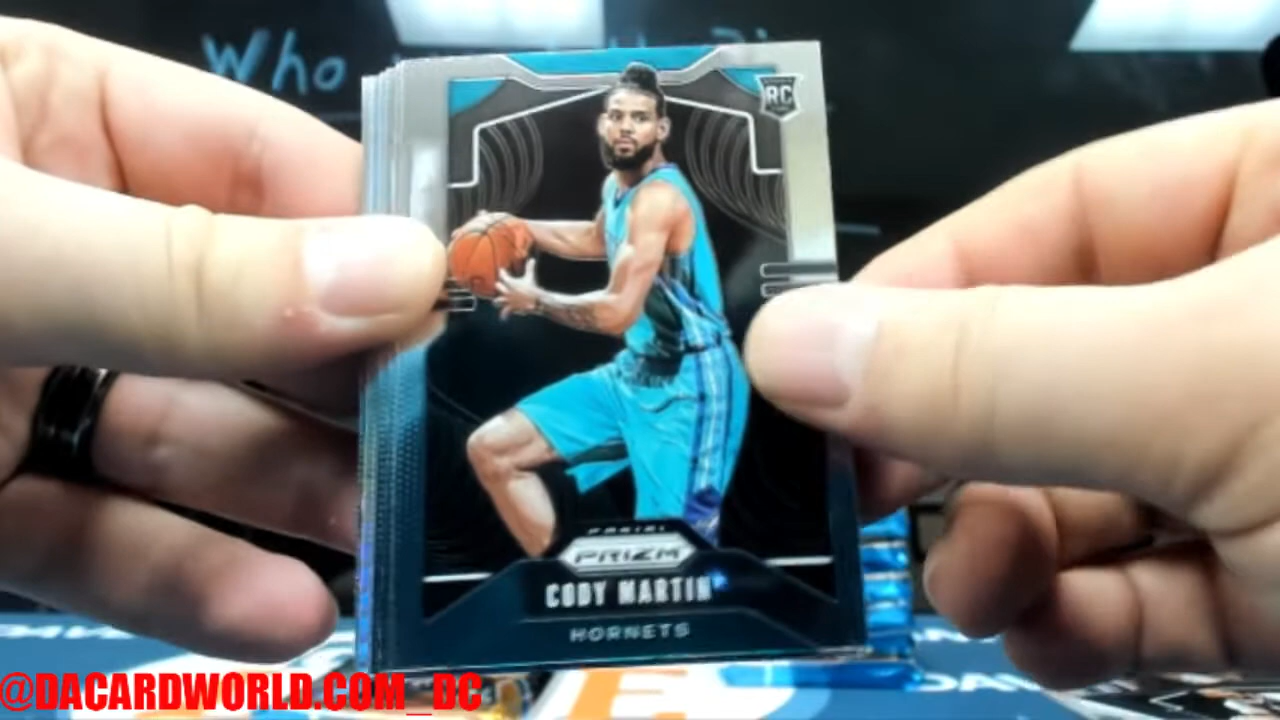 Who
RC
PANINI
PRIZM
CODY MARTIN
HORNETS
@DACARDWORLD.COM_DC